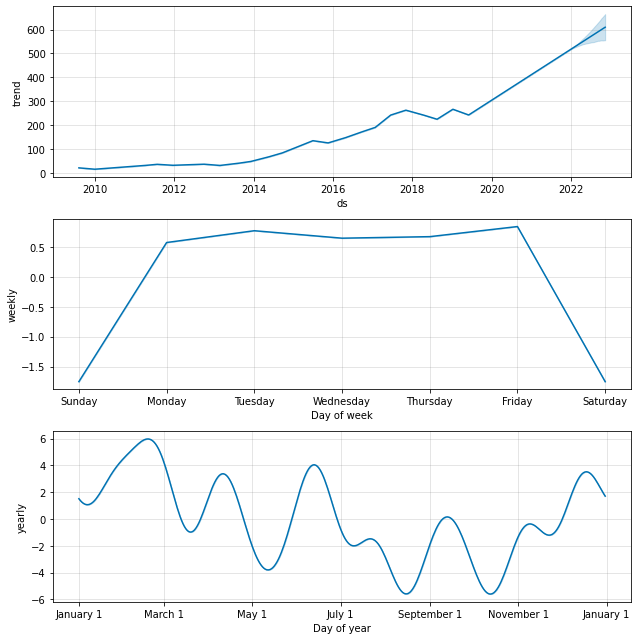 600
500
400
300
200
100
0
trend
2010 2012 2014 2016 2018 2020 2022
ds
0.5
0.0
−0.5
−1.0
−1.5
weekly
Sunday Monday Tuesday Wednesday Thursday Friday Saturday
Day of week
6
4
2
0
−2
−4
−6
yearly
January 1 March 1 May 1 July 1 September 1 November 1 January 1
Day of year